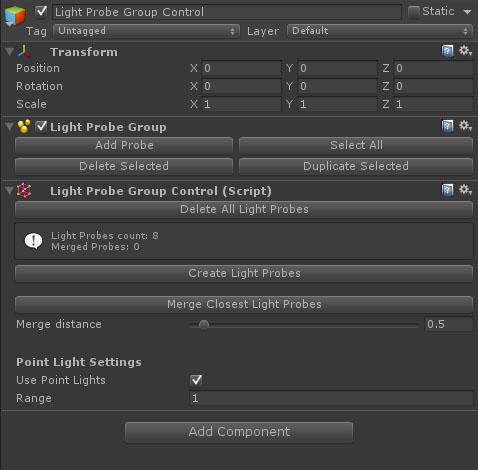 Light Probe Group Control Static
Tag Untagged Layer Default
Transform
Position X 0 Y 0 Z 0
Rotation X 0 Y 0 Z 0
Scale X 1 Y 1 Z 1
Light Probe Group
Add Probe Select All
Delete Selected Duplicate Selected
Light Probe Group Control (Script)
Delete All Light Probes
Light Probes count: 8
Merged Probes: 0
Create Light Probes
Merge Closest Light Probes
Merge distance 0.5
Point Light Settings
Use Point Lights
Range 1
Add Component